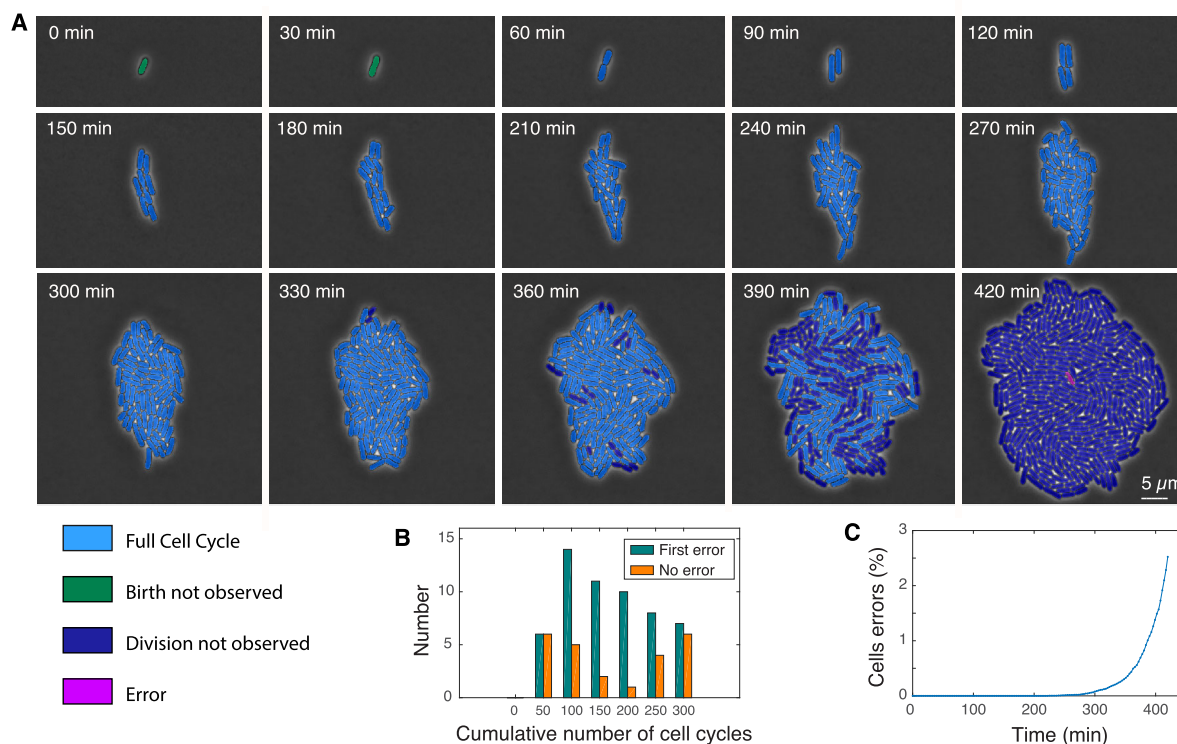 A
0 min
30 min
60 min
90 min
120 min
150 min
180 min
210 min
240 min
270 min
300 min
330 min
360 min
390 min
420 min
5 µm
Full Cell Cycle
Birth not observed
Division not observed
Error
B
Number
15
10
5
0
First error
No error
0 50 100 150 200 250 300
Cumulative number of cell cycles
C
Cells errors (%)
3
2
1
0
0 100 200 300 400
Time (min)